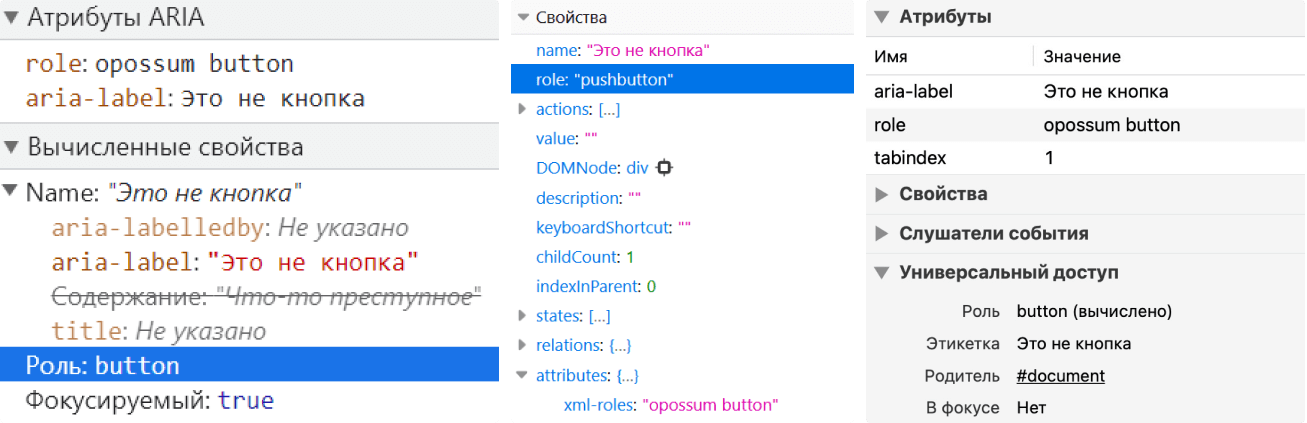 Атрибуты ARIA
role: opossum button
aria-label: Это не кнопка
Вычисленные свойства
Name: "Это не кнопка"
aria-labelledby: Не указано
aria-label: "Это не кнопка"
Содержание: "Что-то преступное"
title: Не указано
Роль: button
Фокусируемый: true
Свойства
name: "Это не кнопка"
role: "pushbutton"
actions: [...]
value: ""
DOMNode: div
description: ""
keyboardShortcut: ""
childCount: 1
indexInParent: 0
states: [...]
relations: {...}
attributes: {...}
xml-roles: "opossum button"
Атрибуты
Имя Значение
aria-label Это не кнопка
role opossum button
tabindex 1
Свойства
Слушатели события
Универсальный доступ
Роль button (вычислено)
Этикетка Это не кнопка
Родитель #document
В фокусе Нет